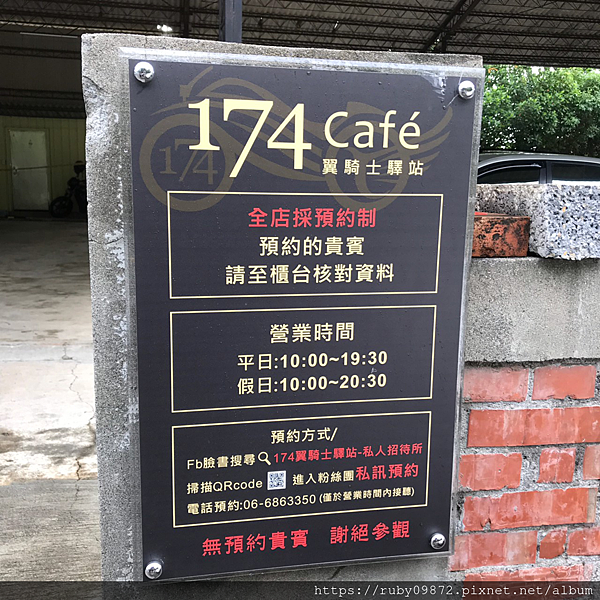 174 Café
174
翼騎士驛站
全店採預約制
預約的貴賓
請至櫃台核對資料
營業時間
平日:10:00~19:30
假日:10:00~20:30
預約方式/
Fb臉書搜尋 174翼騎士驛站-私人招待所
掃描QRcode 進入粉絲團私訊預約
電話預約:06-6863350 (僅於營業時間內接聽)
無預約貴賓 謝絕參觀
https://ruby09872.pixnet.net/album